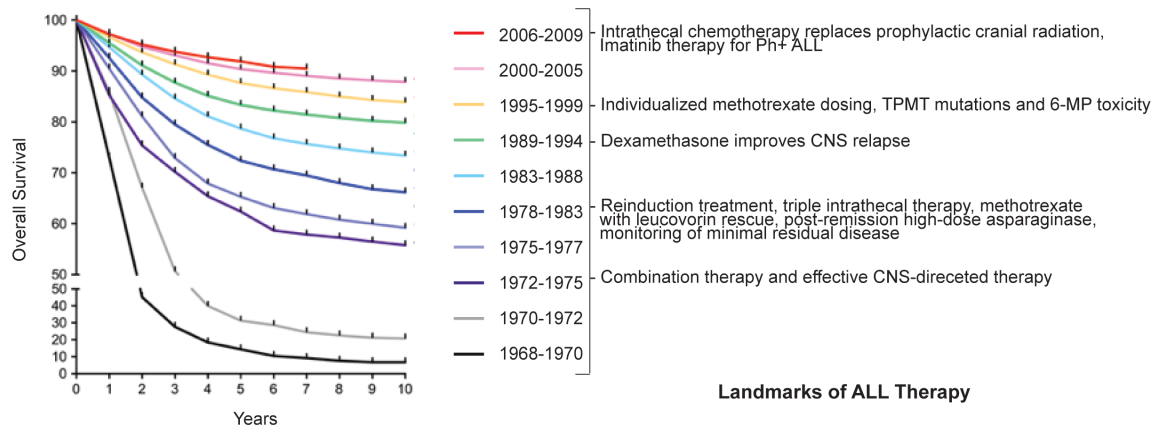 100
90
80
70
60
50
50
40
30
20
10
0
0 1 2 3 4 5 6 7 8 9 10
Overall Survival
Years
2006-2009
2000-2005
1995-1999
1989-1994
1983-1988
1978-1983
1975-1977
1972-1975
1970-1972
1968-1970
Intrathecal chemotherapy replaces prophylactic cranial radiation,
Imatinib therapy for Ph+ ALL
Individualized methotrexate dosing, TPMT mutations and 6-MP toxicity
Dexamethasone improves CNS relapse
Reinduction treatment, triple intrathecal therapy, methotrexate
with leucovorin rescue, post-remission high-dose asparaginase,
monitoring of minimal residual disease
Combination therapy and effective CNS-direceted therapy
Landmarks of ALL Therapy